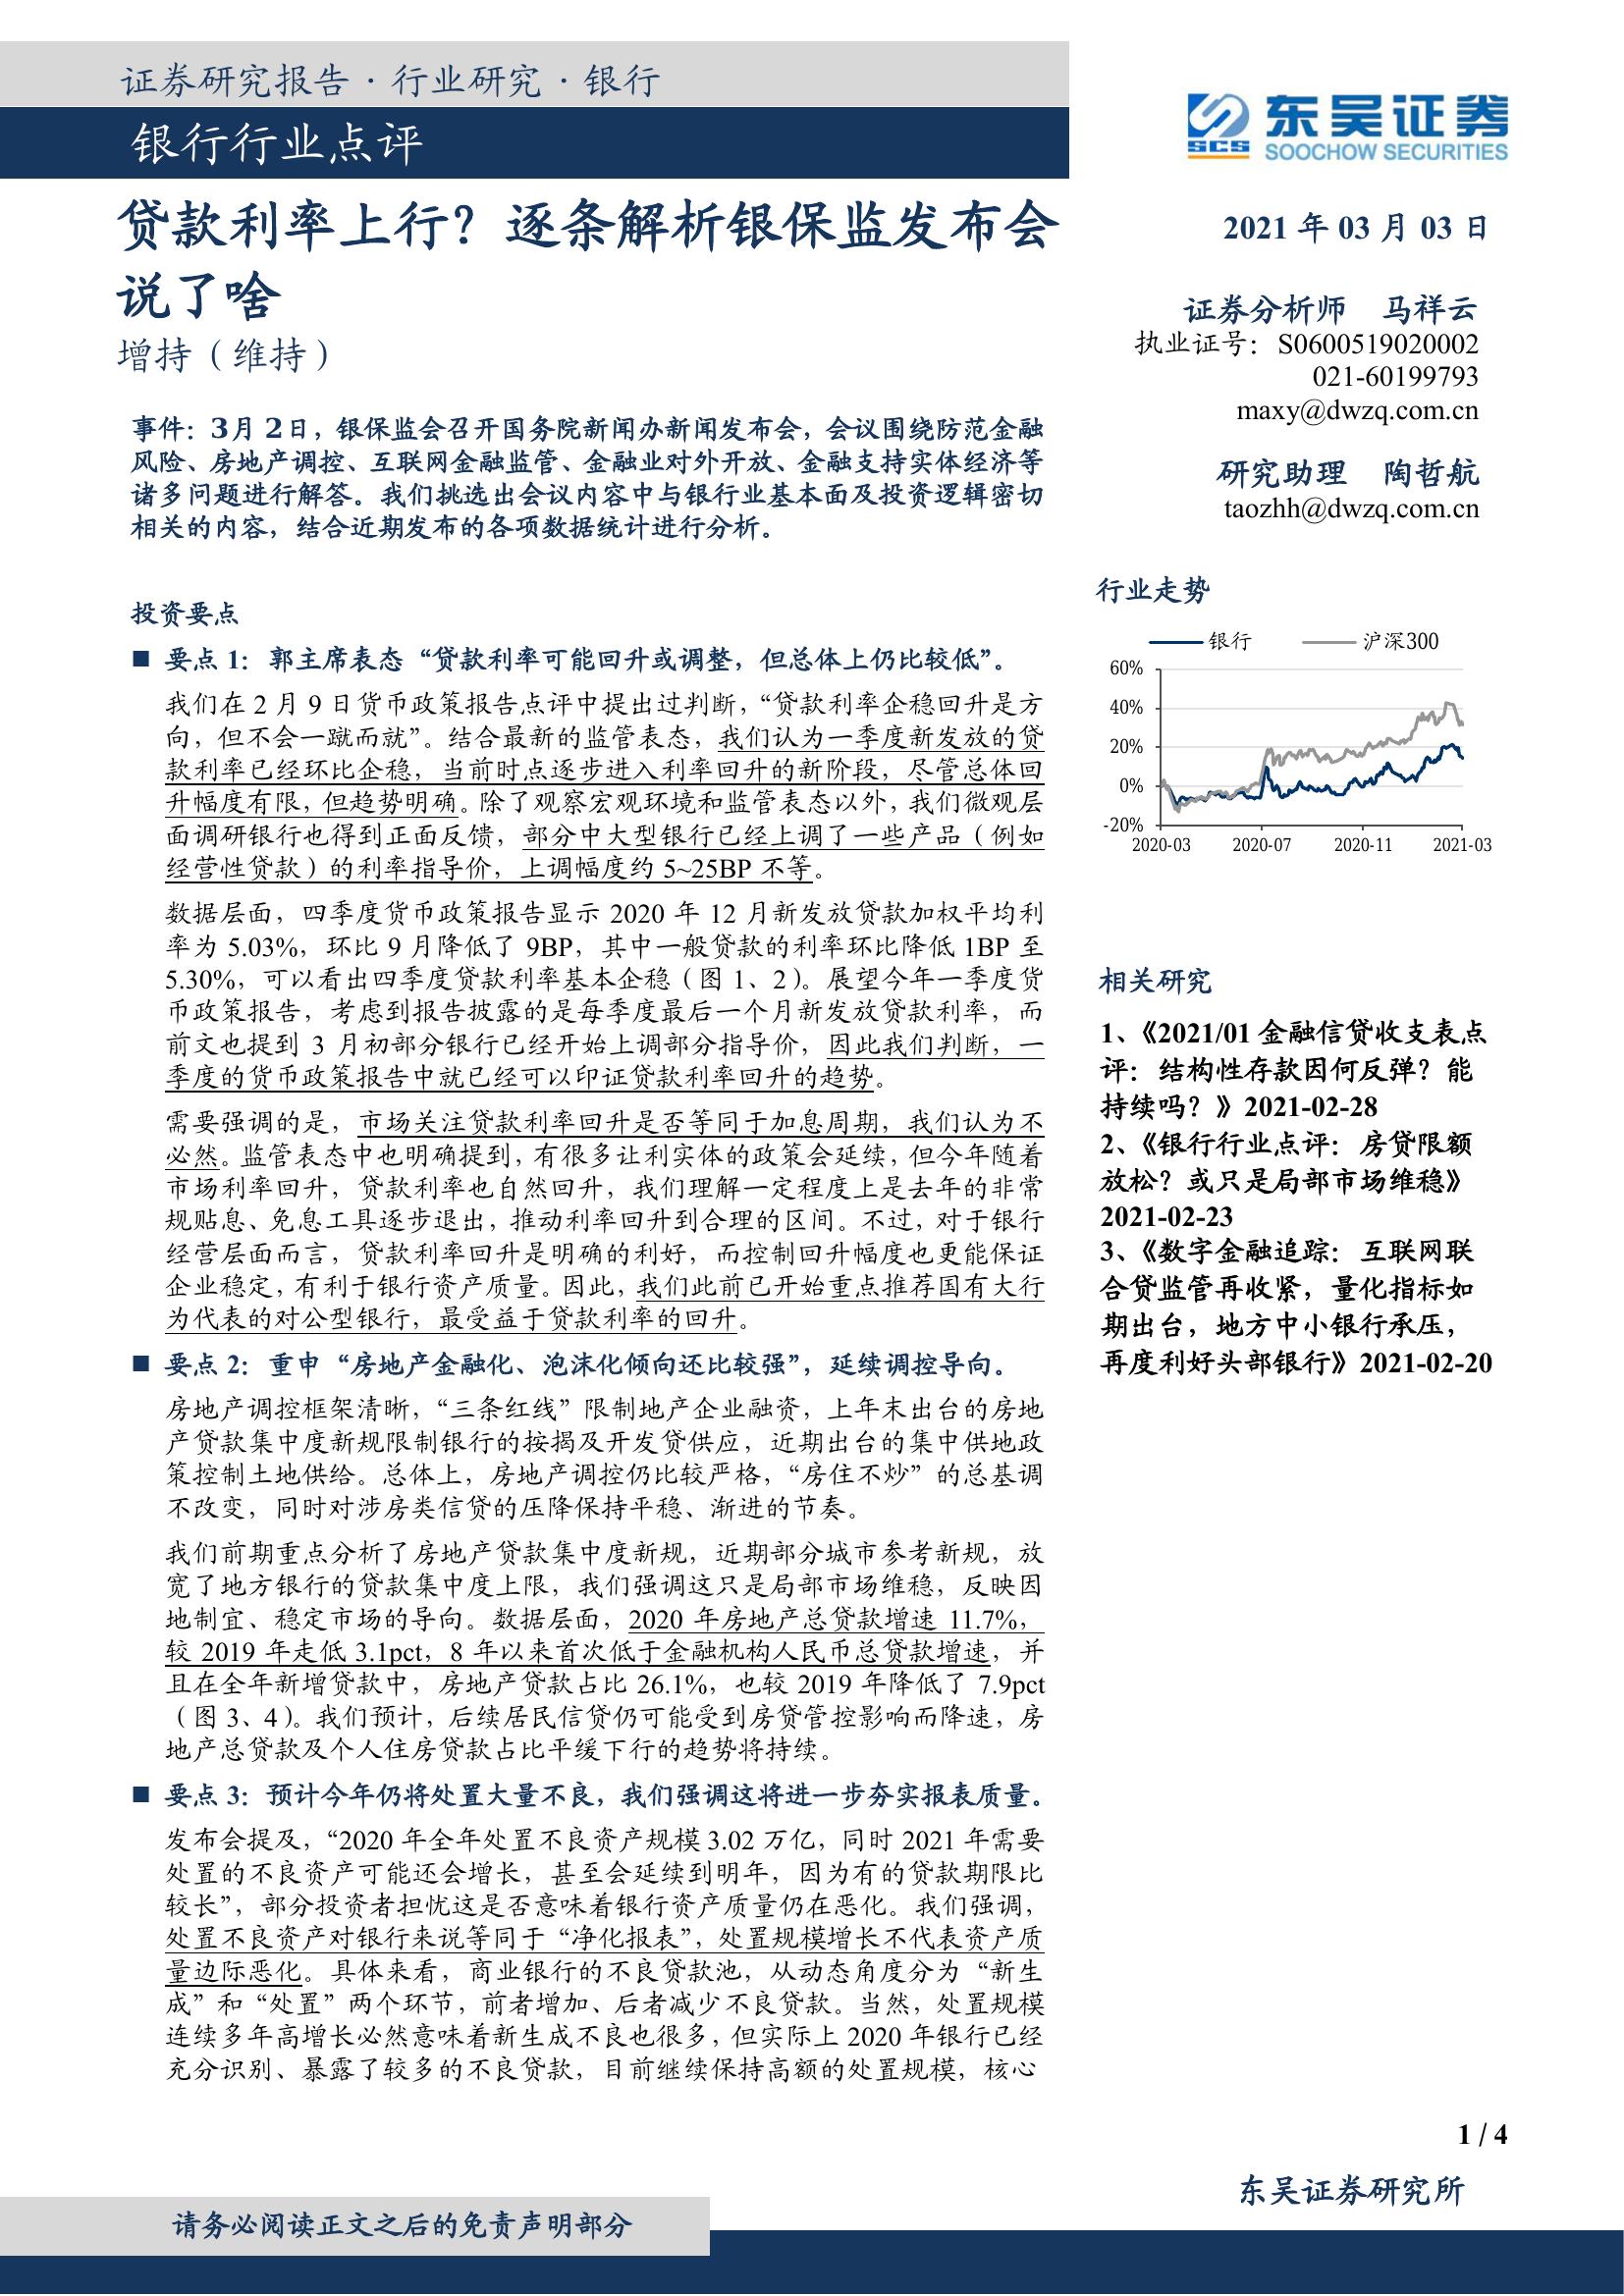 证券研究报告 · 行业研究 · 银行
银行行业点评
东吴证券
SCS
SOOCHOW SECURITIES
贷款利率上行？逐条解析银保监发布会
说了啥
增持（维持）
事件：3月 2日，银保监会召开国务院新闻办新闻发布会，会议围绕防范金融
风险、房地产调控、互联网金融监管、金融业对外开放、金融支持实体经济等
诸多问题进行解答。我们挑选出会议内容中与银行业基本面及投资逻辑密切
相关的内容，结合近期发布的各项数据统计进行分析。
投资要点
■ 要点 1：郭主席表态“贷款利率可能回升或调整，但总体上仍比较低”。
我们在 2 月 9 日货币政策报告点评中提出过判断，“贷款利率企稳回升是方
向，但不会一蹴而就”。结合最新的监管表态，我们认为一季度新发放的贷
款利率已经环比企稳，当前时点逐步进入利率回升的新阶段，尽管总体回
升幅度有限，但趋势明确。除了观察宏观环境和监管表态以外，我们微观层
面调研银行也得到正面反馈，部分中大型银行已经上调了一些产品（例如
经营性贷款）的利率指导价，上调幅度约 5~25BP 不等。
数据层面，四季度货币政策报告显示 2020 年 12 月新发放贷款加权平均利
率为 5.03%，环比 9 月降低了 9BP，其中一般贷款的利率环比降低 1BP 至
5.30%，可以看出四季度贷款利率基本企稳（图 1、2）。展望今年一季度货
币政策报告，考虑到报告披露的是每季度最后一个月新发放贷款利率，而
前文也提到 3 月初部分银行已经开始上调部分指导价，因此我们判断，一
季度的货币政策报告中就已经可以印证贷款利率回升的趋势。
需要强调的是，市场关注贷款利率回升是否等同于加息周期，我们认为不
必然。监管表态中也明确提到，有很多让利实体的政策会延续，但今年随着
市场利率回升，贷款利率也自然回升，我们理解一定程度上是去年的非常
规贴息、免息工具逐步退出，推动利率回升到合理的区间。不过，对于银行
经营层面而言，贷款利率回升是明确的利好，而控制回升幅度也更能保证
企业稳定，有利于银行资产质量。因此，我们此前已开始重点推荐国有大行
为代表的对公型银行，最受益于贷款利率的回升。
■ 要点 2：重申“房地产金融化、泡沫化倾向还比较强”，延续调控导向。
房地产调控框架清晰，“三条红线”限制地产企业融资，上年末出台的房地
产贷款集中度新规限制银行的按揭及开发贷供应，近期出台的集中供地政
策控制土地供给。总体上，房地产调控仍比较严格，“房住不炒”的总基调
不改变，同时对涉房类信贷的压降保持平稳、渐进的节奏。
我们前期重点分析了房地产贷款集中度新规，近期部分城市参考新规，放
宽了地方银行的贷款集中度上限，我们强调这只是局部市场维稳，反映因
地制宜、稳定市场的导向。数据层面，2020 年房地产总贷款增速 11.7%，
较 2019 年走低 3.1pct，8 年以来首次低于金融机构人民币总贷款增速，并
且在全年新增贷款中，房地产贷款占比 26.1%，也较 2019 年降低了 7.9pct
（图 3、4）。我们预计，后续居民信贷仍可能受到房贷管控影响而降速，房
地产总贷款及个人住房贷款占比平缓下行的趋势将持续。
■ 要点 3：预计今年仍将处置大量不良，我们强调这将进一步夯实报表质量。
发布会提及，“2020 年全年处置不良资产规模 3.02 万亿，同时 2021 年需要
处置的不良资产可能还会增长，甚至会延续到明年，因为有的贷款期限比
较长”，部分投资者担忧这是否意味着银行资产质量仍在恶化。我们强调，
处置不良资产对银行来说等同于“净化报表”，处置规模增长不代表资产质
量边际恶化。具体来看，商业银行的不良贷款池，从动态角度分为“新生
成”和“处置”两个环节，前者增加、后者减少不良贷款。当然，处置规模
连续多年高增长必然意味着新生成不良也很多，但实际上 2020 年银行已经
充分识别、暴露了较多的不良贷款，目前继续保持高额的处置规模，核心
2021 年 03 月 03 日
证券分析师 马祥云
执业证号：S0600519020002
021-60199793
maxy@dwzq.com.cn
研究助理 陶哲航
taozhh@dwzq.com.cn
行业走势
银行 沪深300
60%
40%
20%
0%
-20%
2020-03 2020-07 2020-11 2021-03
相关研究
1、《2021/01 金融信贷收支表点
评：结构性存款因何反弹？能
持续吗？》2021-02-28
2、《银行行业点评：房贷限额
放松？或只是局部市场维稳》
2021-02-23
3、《数字金融追踪：互联网联
合贷监管再收紧，量化指标如
期出台，地方中小银行承压，
再度利好头部银行》2021-02-20
1 / 4
东吴证券研究所
请务必阅读正文之后的免责声明部分